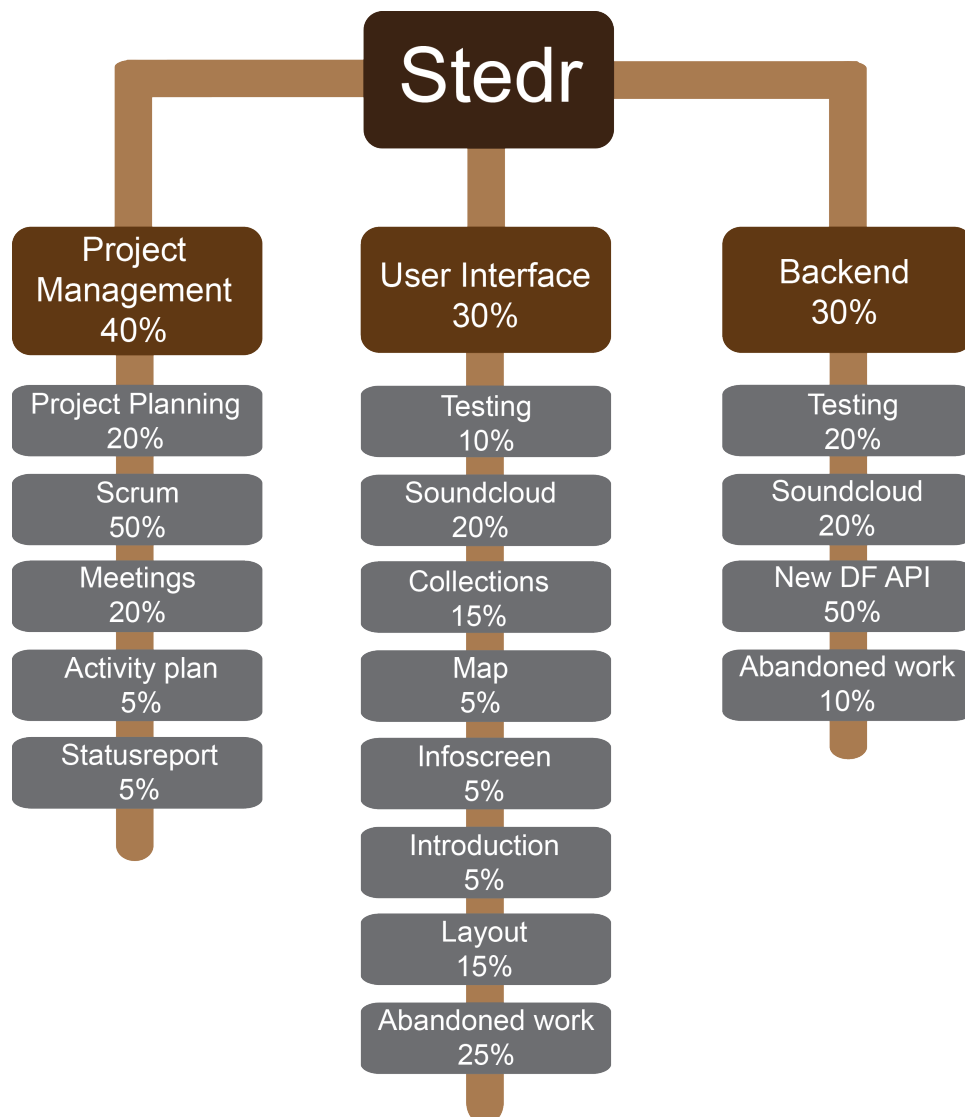 Stedr
Project
Management
40%
Project Planning
20%
Scrum
50%
Meetings
20%
Activity plan
5%
Statusreport
5%
User Interface
30%
Testing
10%
Soundcloud
20%
Collections
15%
Map
5%
Infoscreen
5%
Introduction
5%
Layout
15%
Abandoned work
25%
Backend
30%
Testing
20%
Soundcloud
20%
New DF API
50%
Abandoned work
10%